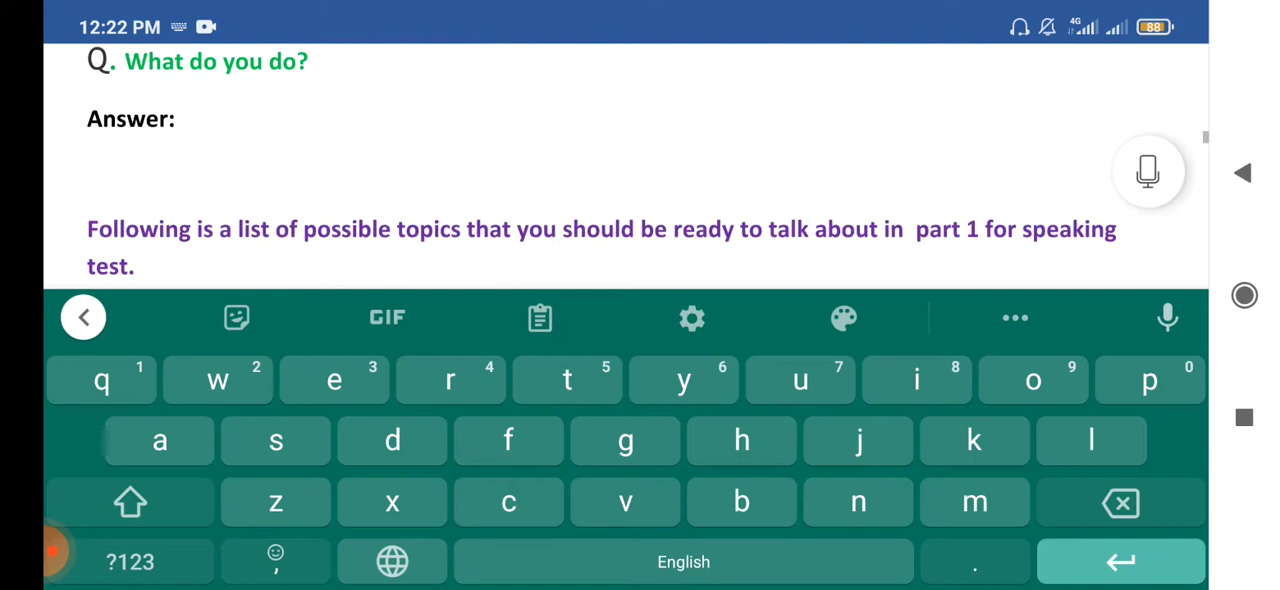 12:22 PM 4G 88
Q. What do you do?
Answer:
Following is a list of possible topics that you should be ready to talk about in part 1 for speaking
test.
GIF
q 1 w 2 e 3 r 4 t 5 y 6 u 7 i 8 o 9 p 0
a s d f g h j k l
z x c v b n m
?123 , English .